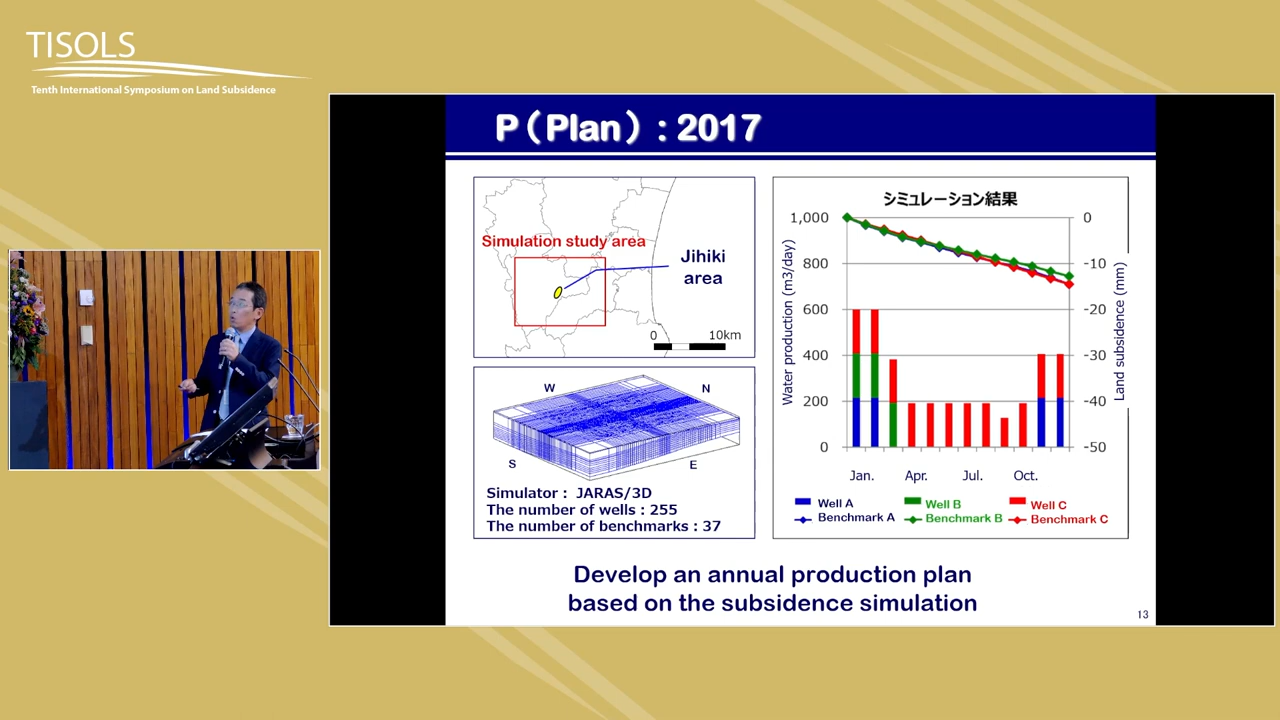 TISOLS
Tenth International Symposium on Land Subsidence
P（Plan）: 2017
Simulation study area
Jihiki
area
0 10km
W N
S E
Simulator : JARAS/3D
The number of wells : 255
The number of benchmarks : 37
シミュレーション結果
Water production (m3/day)
1,000
800
600
400
200
0
0
-10
-20
-30
-40
-50
Land subsidence (mm)
Jan. Apr. Jul. Oct.
Well A Well B Well C
Benchmark A Benchmark B Benchmark C
Develop an annual production plan
based on the subsidence simulation
13